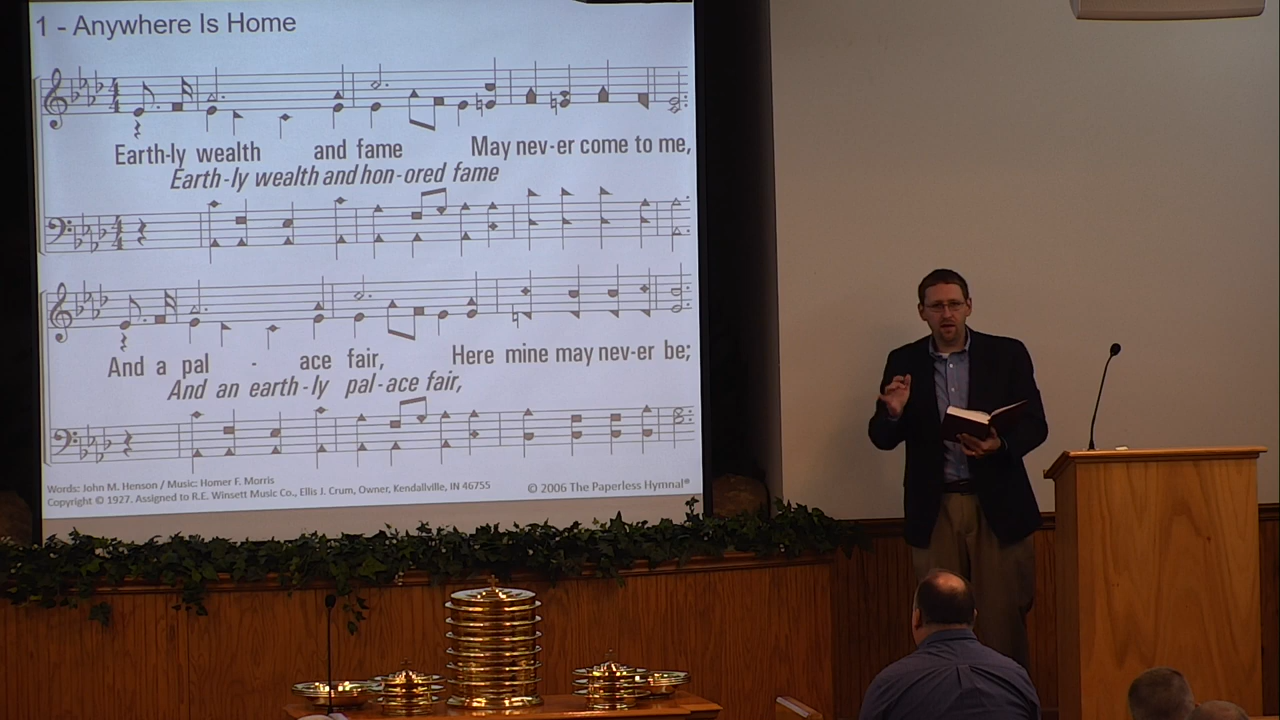 1 - Anywhere Is Home
Earth-ly wealth and fame May nev-er come to me,
Earth-ly wealth and hon-ored fame
And a pal - ace fair, Here mine may nev-er be;
And an earth-ly pal-ace fair,
Words: John M. Henson / Music: Homer F. Morris
Copyright © 1927. Assigned to R.E. Winsett Music Co., Ellis J. Crum, Owner, Kendallville, IN 46755
© 2006 The Paperless Hymnal®